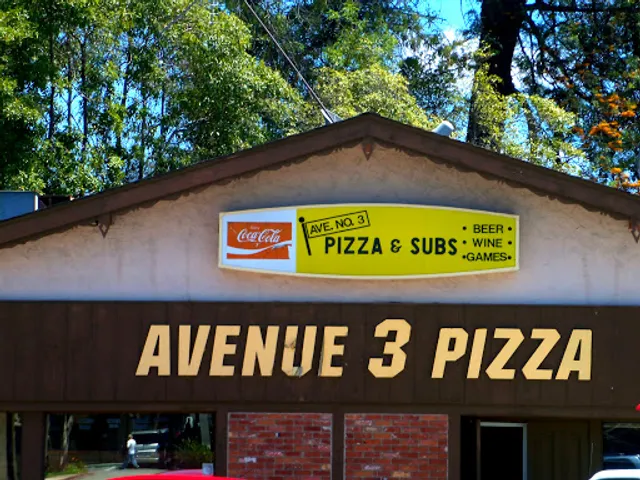 Coca-Cola
AVE. NO. 3
PIZZA & SUBS
• BEER •
• WINE •
•GAMES•
AVENUE 3 PIZZA